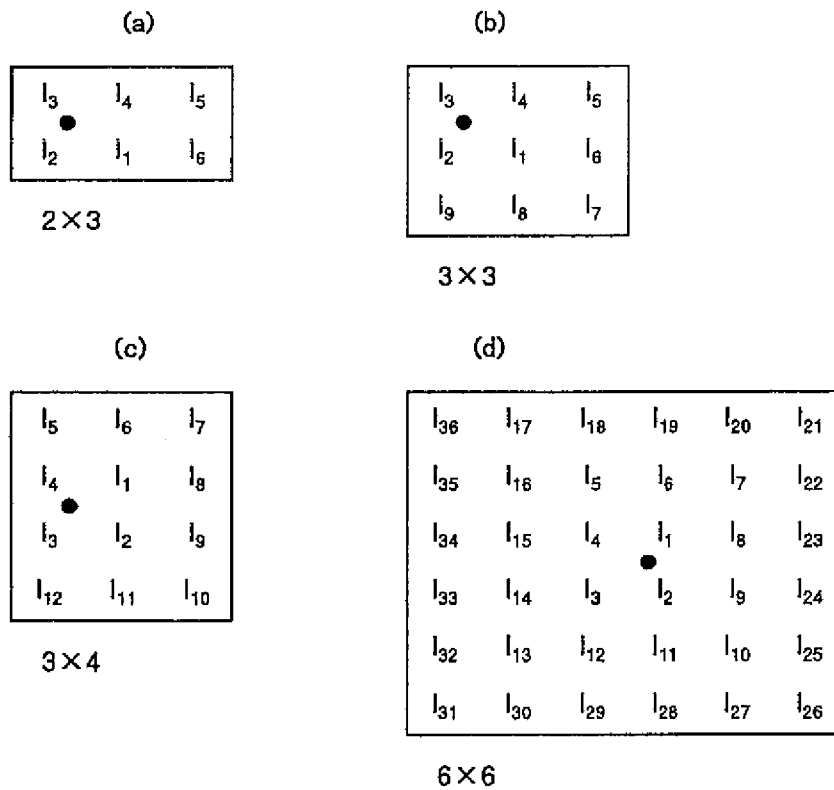 (a)
I₃ I₄ I₅
I₂ I₁ I₆
2×3
(b)
I₃ I₄ I₅
I₂ I₁ I₆
I₉ I₈ I₇
3×3
(c)
I₅ I₆ I₇
I₄ I₁ I₈
I₃ I₂ I₉
I₁₂ I₁₁ I₁₀
3×4
(d)
I₃₆ I₁₇ I₁₈ I₁₉ I₂₀ I₂₁
I₃₅ I₁₆ I₅ I₆ I₇ I₂₂
I₃₄ I₁₅ I₄ I₁ I₈ I₂₃
I₃₃ I₁₄ I₃ I₂ I₉ I₂₄
I₃₂ I₁₃ I₁₂ I₁₁ I₁₀ I₂₅
I₃₁ I₃₀ I₂₉ I₂₈ I₂₇ I₂₆
6×6